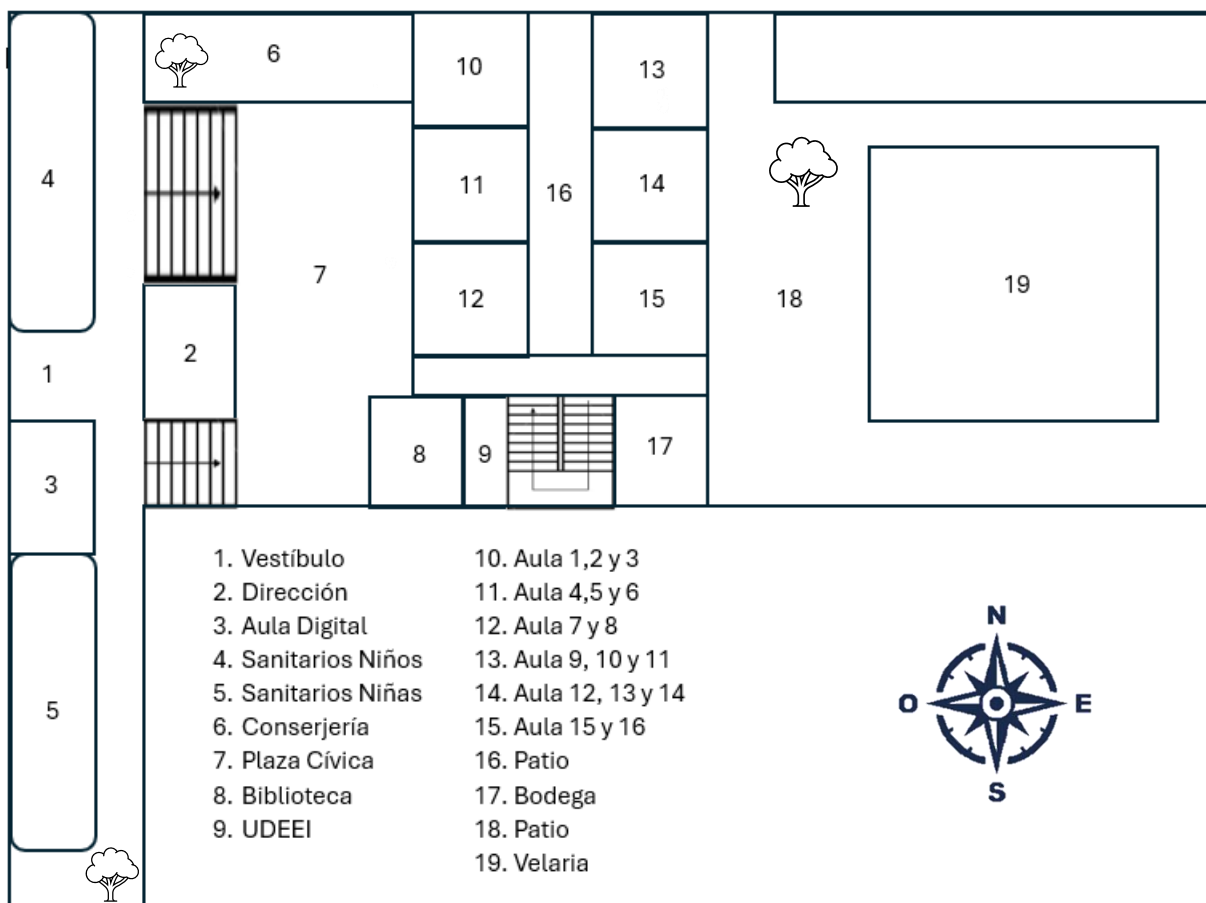 6
10
13
4
11
16
14
7
12
15
18
19
2
1
8
9
17
3
1. Vestíbulo
2. Dirección
3. Aula Digital
4. Sanitarios Niños
5. Sanitarios Niñas
6. Conserjería
7. Plaza Cívica
8. Biblioteca
9. UDEEI
10. Aula 1,2 y 3
11. Aula 4,5 y 6
12. Aula 7 y 8
13. Aula 9, 10 y 11
14. Aula 12, 13 y 14
15. Aula 15 y 16
16. Patio
17. Bodega
18. Patio
19. Velaria
5
N
O
E
S